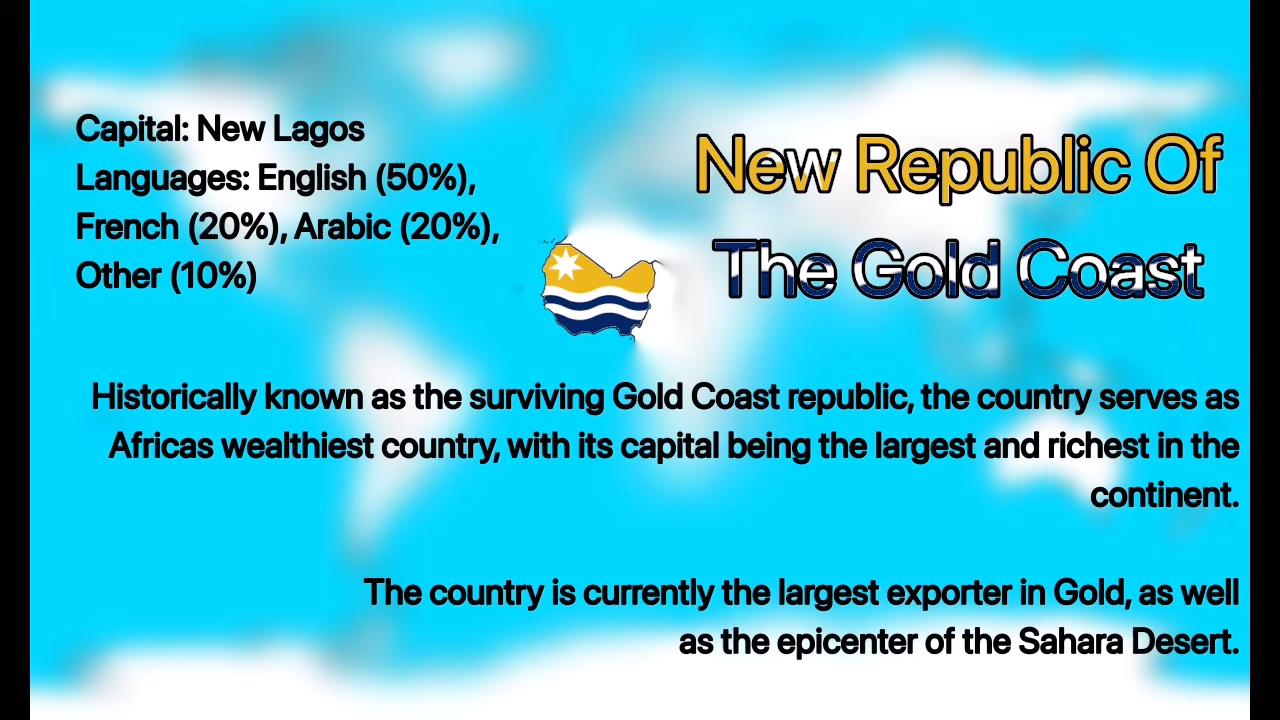 Capital: New Lagos
Languages: English (50%),
French (20%), Arabic (20%),
Other (10%)
New Republic Of
The Gold Coast
Historically known as the surviving Gold Coast republic, the country serves as
Africas wealthiest country, with its capital being the largest and richest in the
continent.
The country is currently the largest exporter in Gold, as well
as the epicenter of the Sahara Desert.